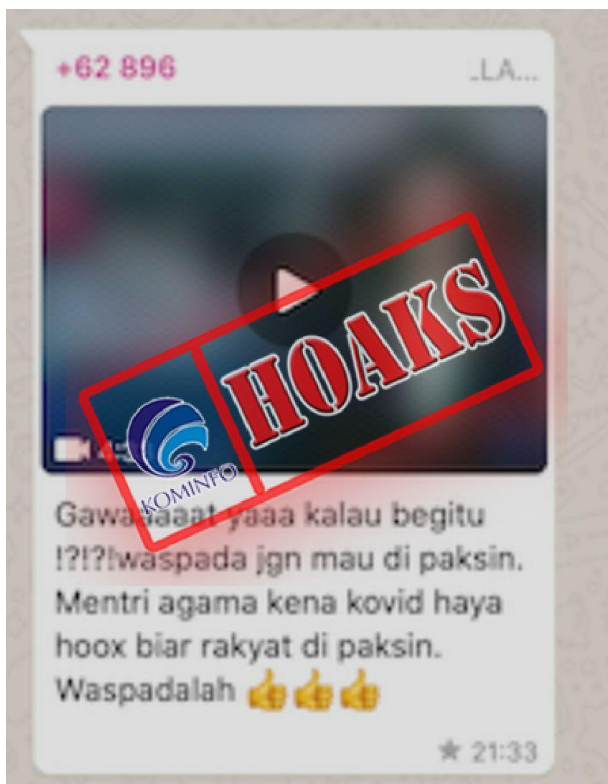 +62 896
.LA...
HOAKS
KOMINFO
Gawaaaaat yaaa kalau begitu
!?!?!waspada jgn mau di paksin.
Mentri agama kena kovid haya
hoox biar rakyat di paksin.
Waspadalah 👍👍👍
★ 21:33